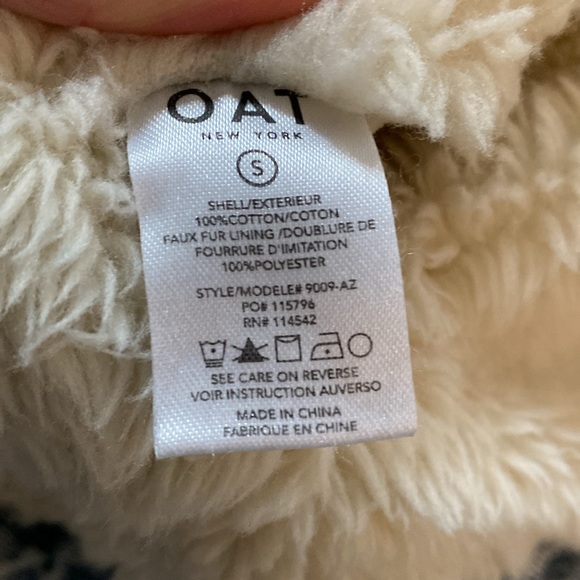 OAT
NEW YORK
S
SHELL/EXTERIEUR
100%COTTON/COTON
FAUX FUR LINING /DOUBLURE DE
FOURRURE D'IMITATION
100%POLYESTER
STYLE/MODELE# 9009-AZ
PO# 115796
RN# 114542
SEE CARE ON REVERSE
VOIR INSTRUCTION AUVERSO
MADE IN CHINA
FABRIQUE EN CHINE